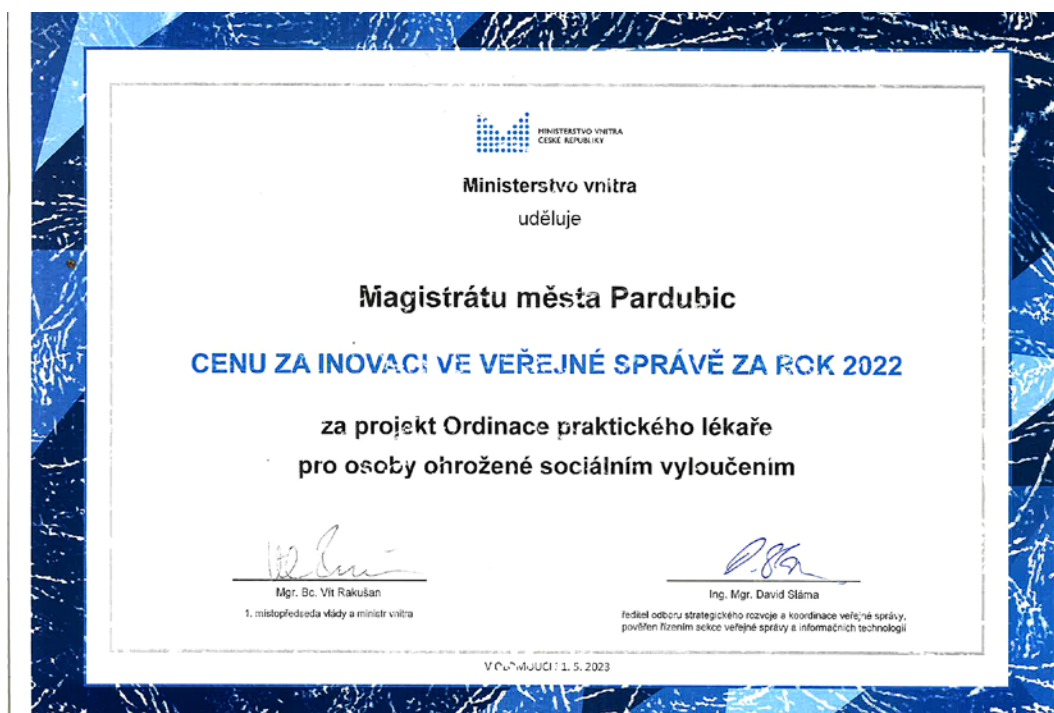 MINISTERSTVO VNITRA
ČESKÉ REPUBLIKY
Ministerstvo vnitra
uděluje
Magistrátu města Pardubic
CENU ZA INOVACI VE VEŘEJNÉ SPRÁVĚ ZA ROK 2022
za projekt Ordinace praktického lékaře
pro osoby ohrožené sociálním vyloučením
Mgr. Bc. Vít Rakušan
1. místopředseda vlády a ministr vnitra
Ing. Mgr. David Sláma
ředitel odboru strategického rozvoje a koordinace veřejné správy,
pověřen řízením sekce veřejné správy a informačních technologií
V OLOMOUCI 1. 5. 2023